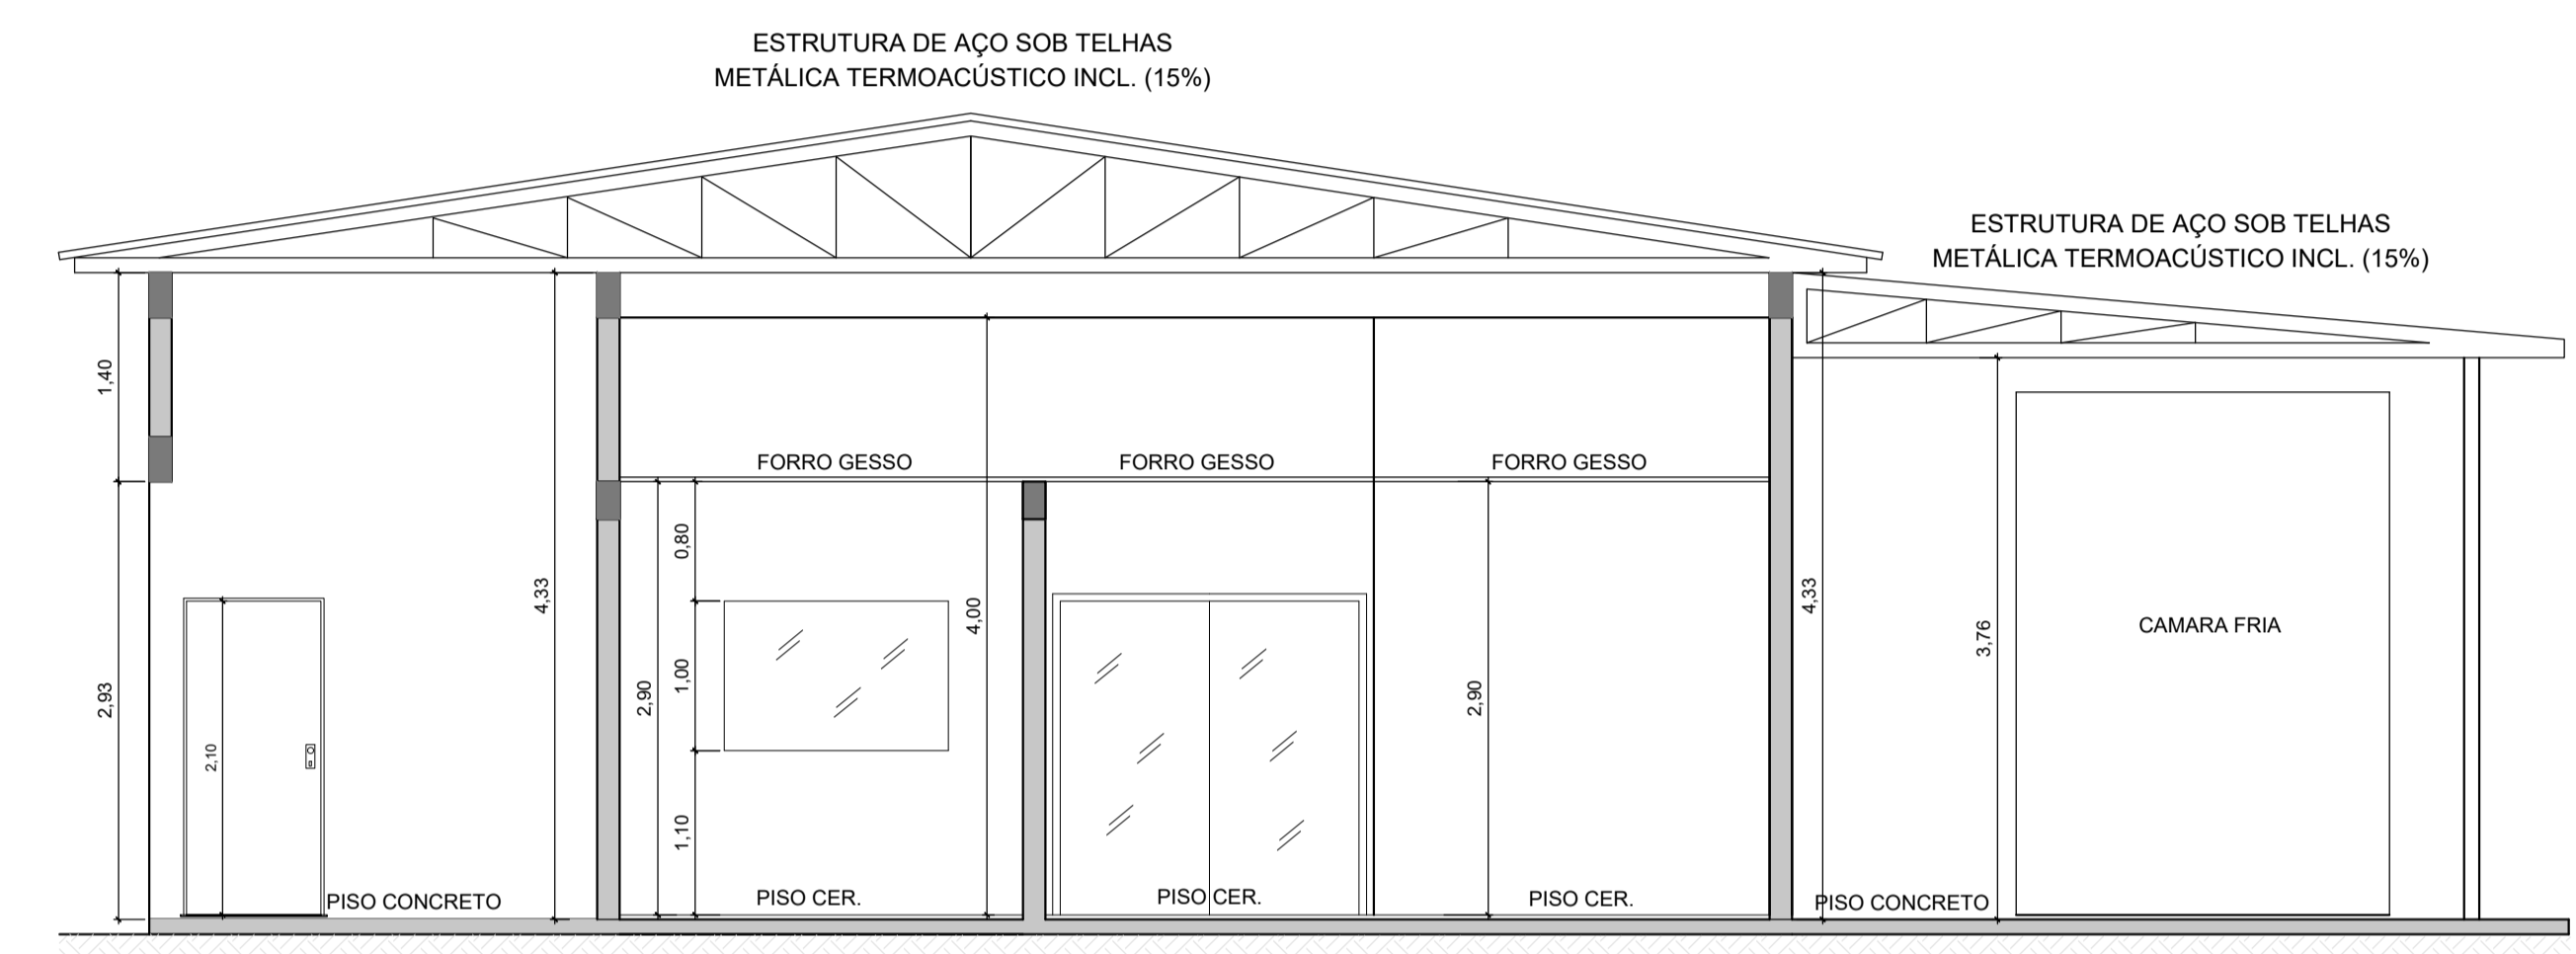 ESTRUTURA DE AÇO SOB TELHAS
METÁLICA TERMOACÚSTICO INCL. (15%)
ESTRUTURA DE AÇO SOB TELHAS
METÁLICA TERMOACÚSTICO INCL. (15%)
1,40
FORRO GESSO
FORRO GESSO
FORRO GESSO
0,80
4,33
4,00
4,33
3,76
CAMARA FRIA
2,93
2,90
1,00
2,90
2,10
1,10
PISO CONCRETO
PISO CER.
PISO CER.
PISO CER.
PISO CONCRETO